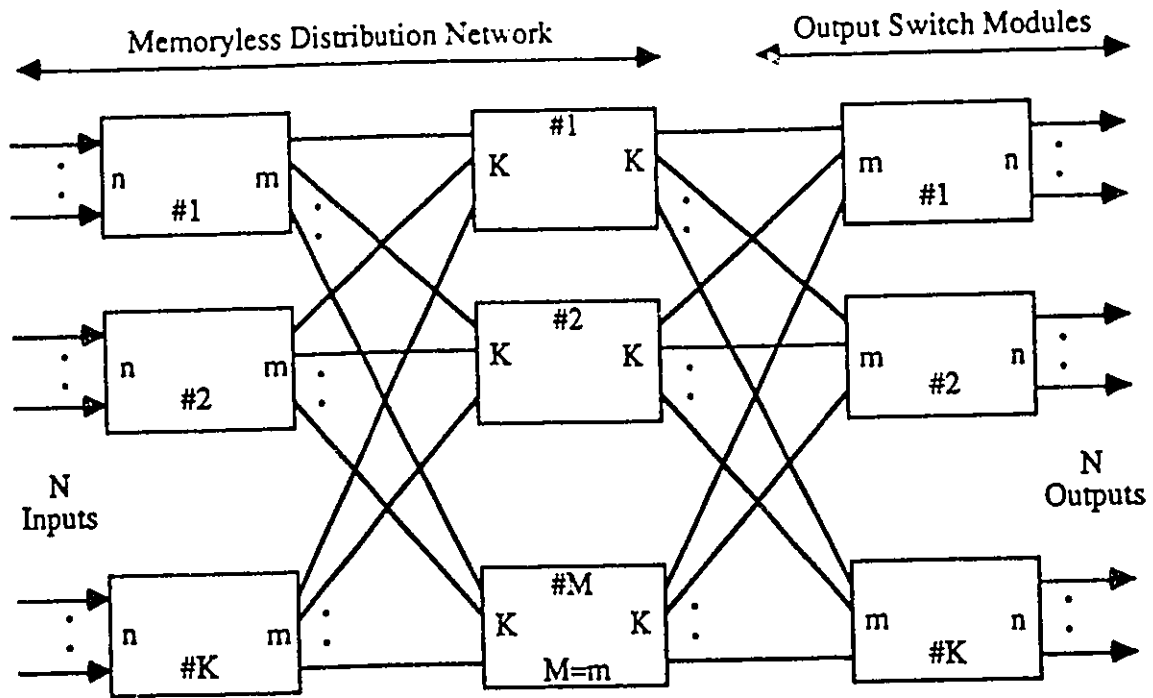 Memoryless Distribution Network
Output Switch Modules
n m #1
#1 K K
m n #1
n m #2
#2 K K
m n #2
N Inputs
N Outputs
n m #K
#M K K M=m
m n #K